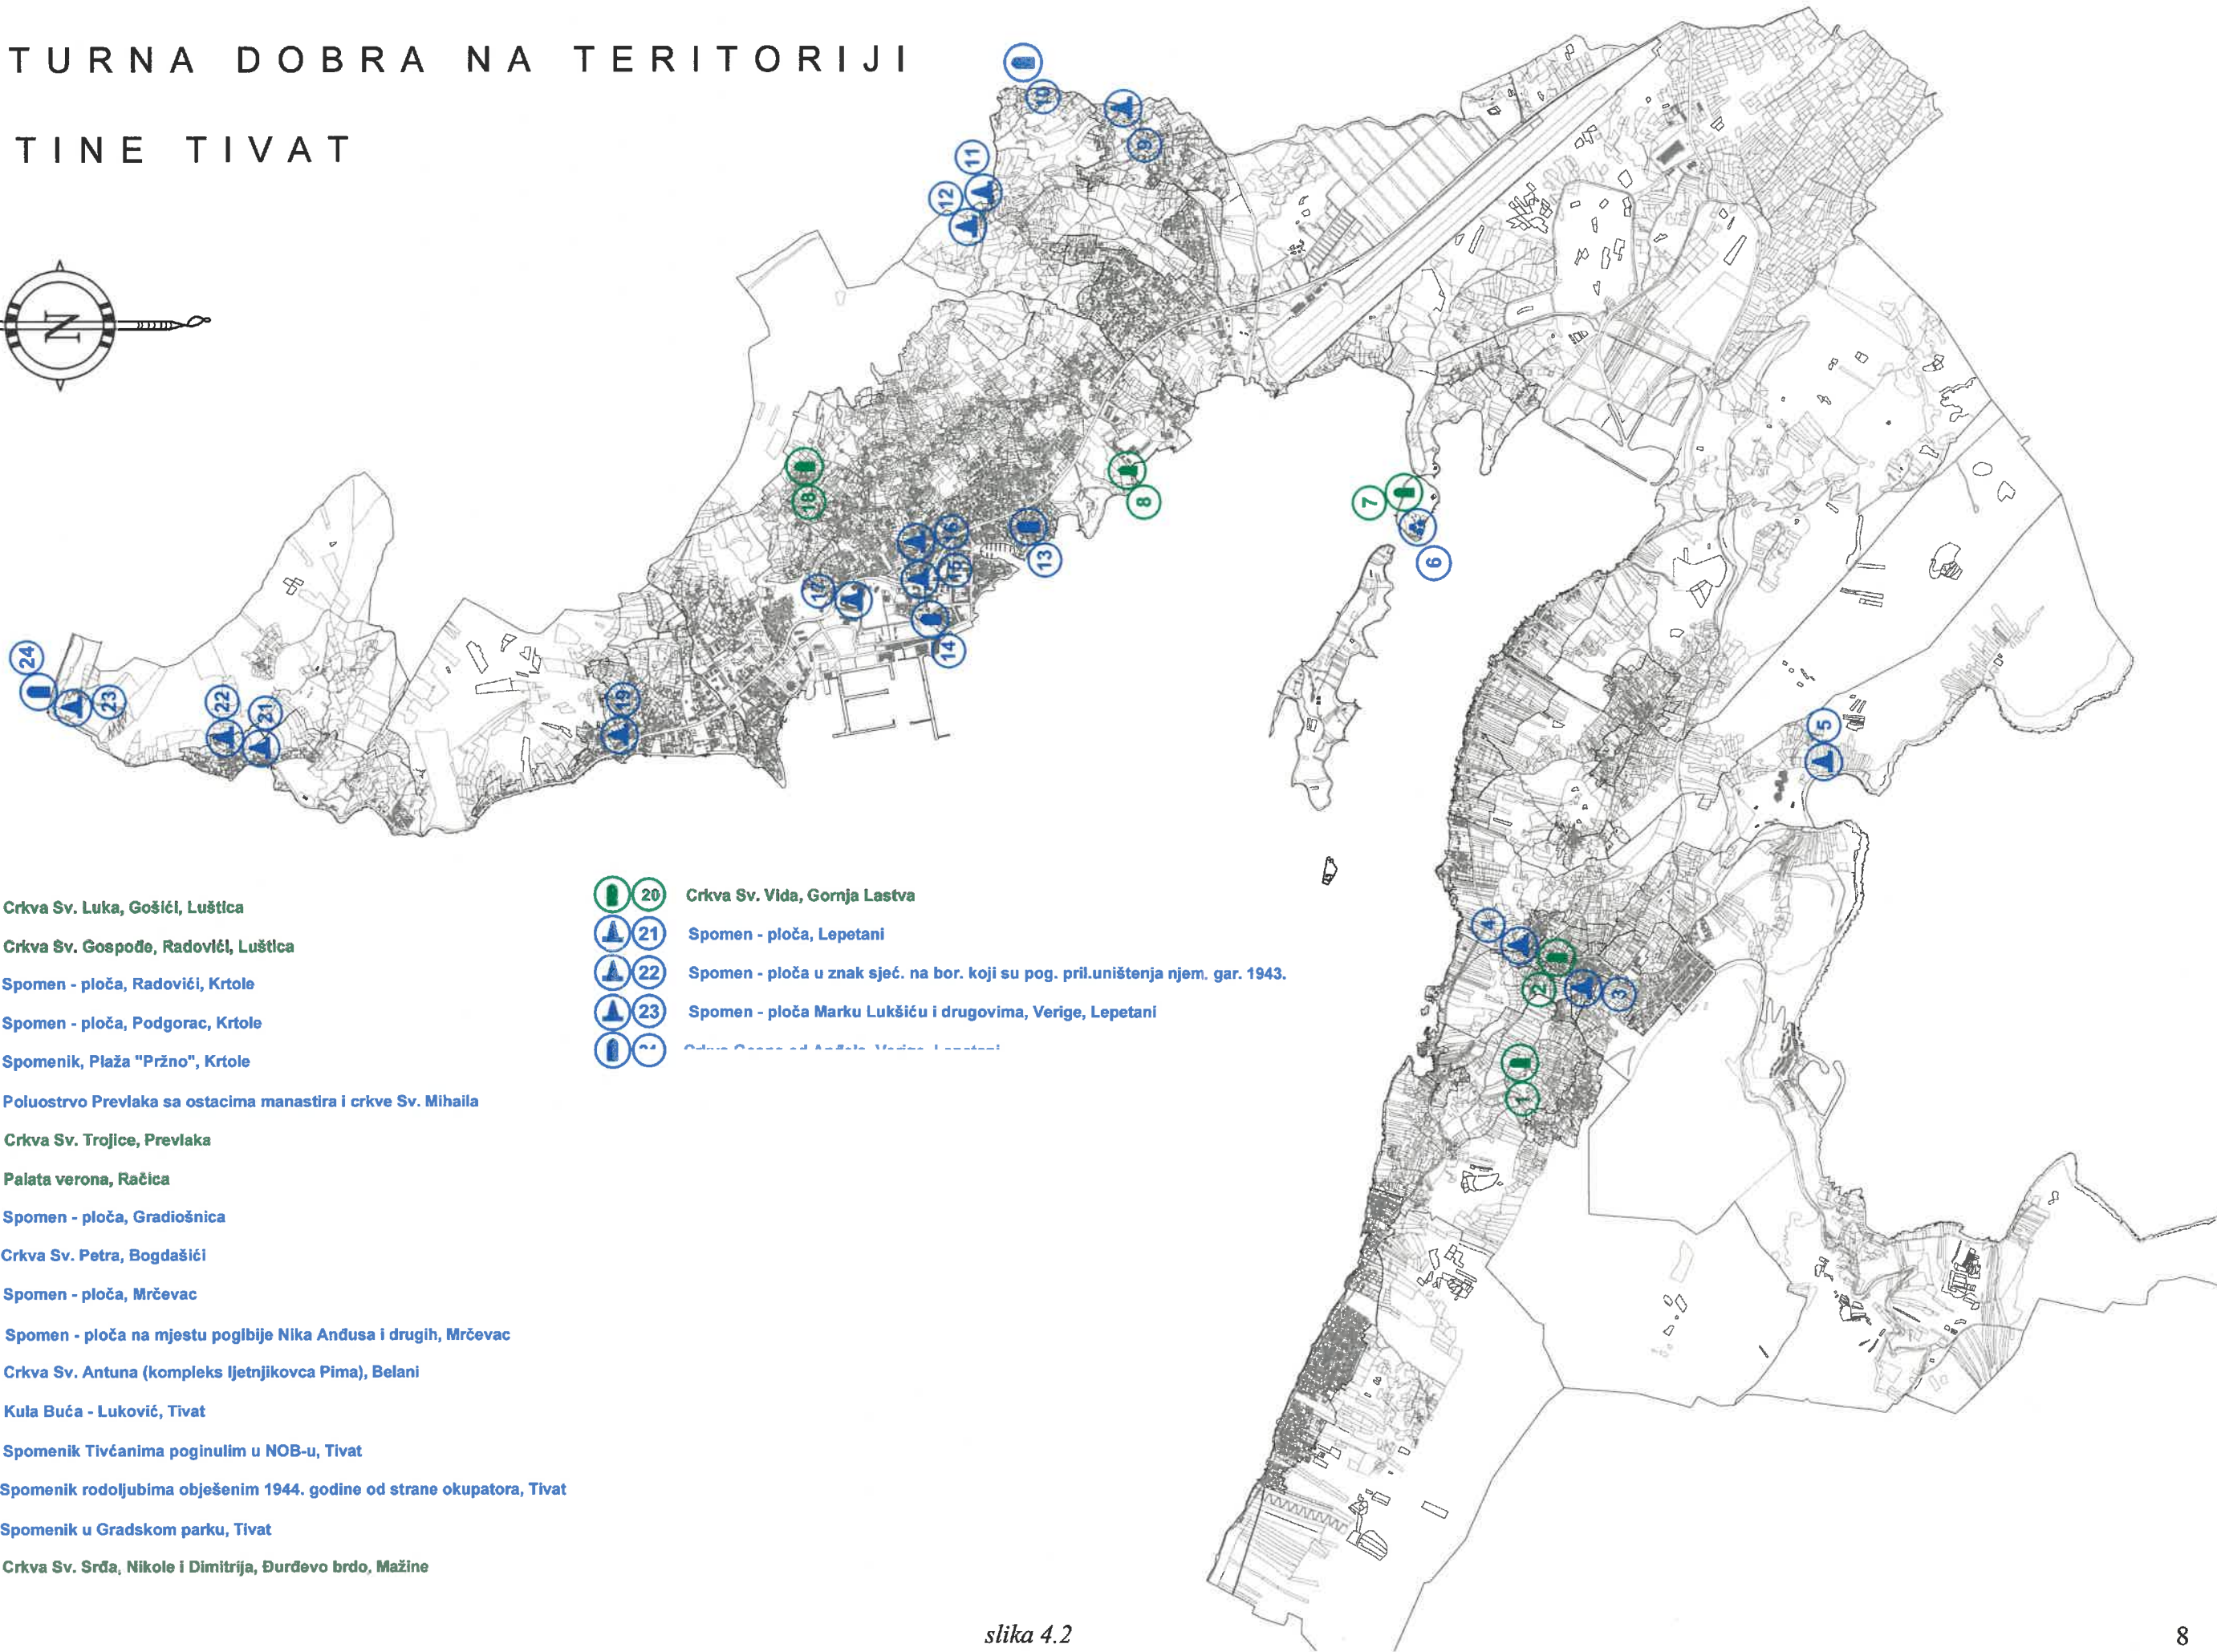 TURNA DOBRA NA TERITORIJI
TINE TIVAT
N
10
9
11
12
18
8
7
6
16
15
13
17
14
24
23
22
21
19
5
4
2
3
1
Crkva Sv. Luka, Gošići, Luštica
Crkva Sv. Gospođe, Radovići, Luštica
Spomen - ploča, Radovići, Krtole
Spomen - ploča, Podgorac, Krtole
Spomenik, Plaža "Pržno", Krtole
Poluostrvo Prevlaka sa ostacima manastira i crkve Sv. Mihaila
Crkva Sv. Trojice, Prevlaka
Palata verona, Račica
Spomen - ploča, Gradiošnica
Crkva Sv. Petra, Bogdašići
Spomen - ploča, Mrčevac
Spomen - ploča na mjestu pogibije Nika Anđusa i drugih, Mrčevac
Crkva Sv. Antuna (kompleks ljetnjikovca Pima), Belani
Kula Buća - Luković, Tivat
Spomenik Tivćanima poginulim u NOB-u, Tivat
Spomenik rodoljubima obješenim 1944. godine od strane okupatora, Tivat
Spomenik u Gradskom parku, Tivat
Crkva Sv. Srđa, Nikole i Dimitrija, Đurđevo brdo, Mažine
20 Crkva Sv. Vida, Gornja Lastva
21 Spomen - ploča, Lepetani
22 Spomen - ploča u znak sjeć. na bor. koji su pog. pril.uništenja njem. gar. 1943.
23 Spomen - ploča Marku Lukšiću i drugovima, Verige, Lepetani
slika 4.2
8